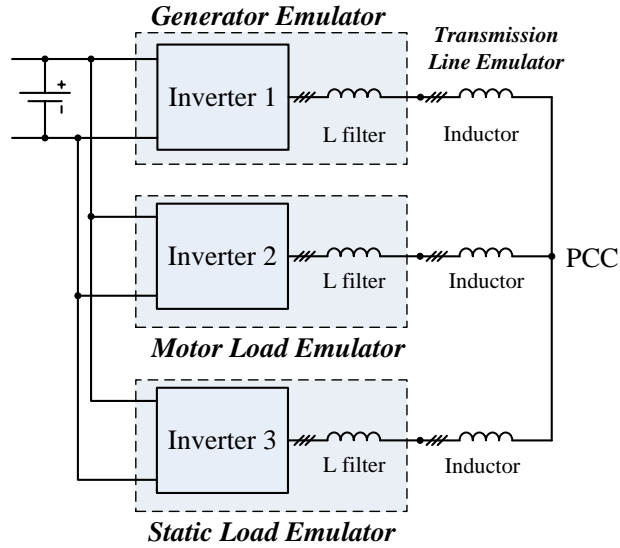 Generator Emulator
Transmission
Line Emulator
+
-
Inverter 1
L filter
Inductor
Inverter 2
L filter
Inductor
PCC
Motor Load Emulator
Inverter 3
L filter
Inductor
Static Load Emulator